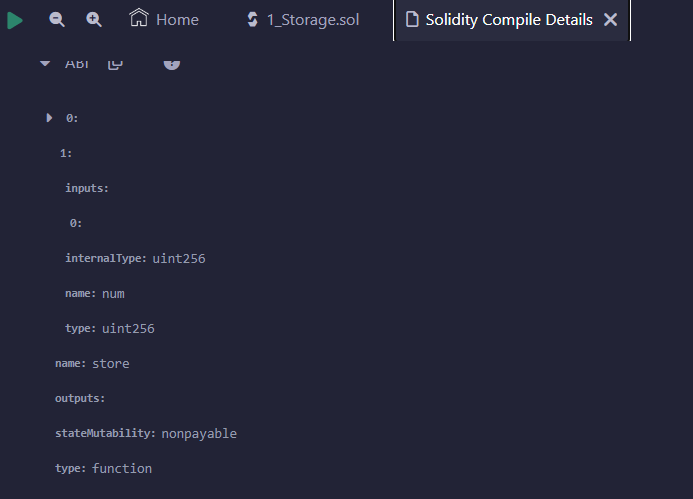 Home
1_Storage.sol
Solidity Compile Details
ABI
0:
1:
inputs:
0:
internalType: uint256
name: num
type: uint256
name: store
outputs:
stateMutability: nonpayable
type: function